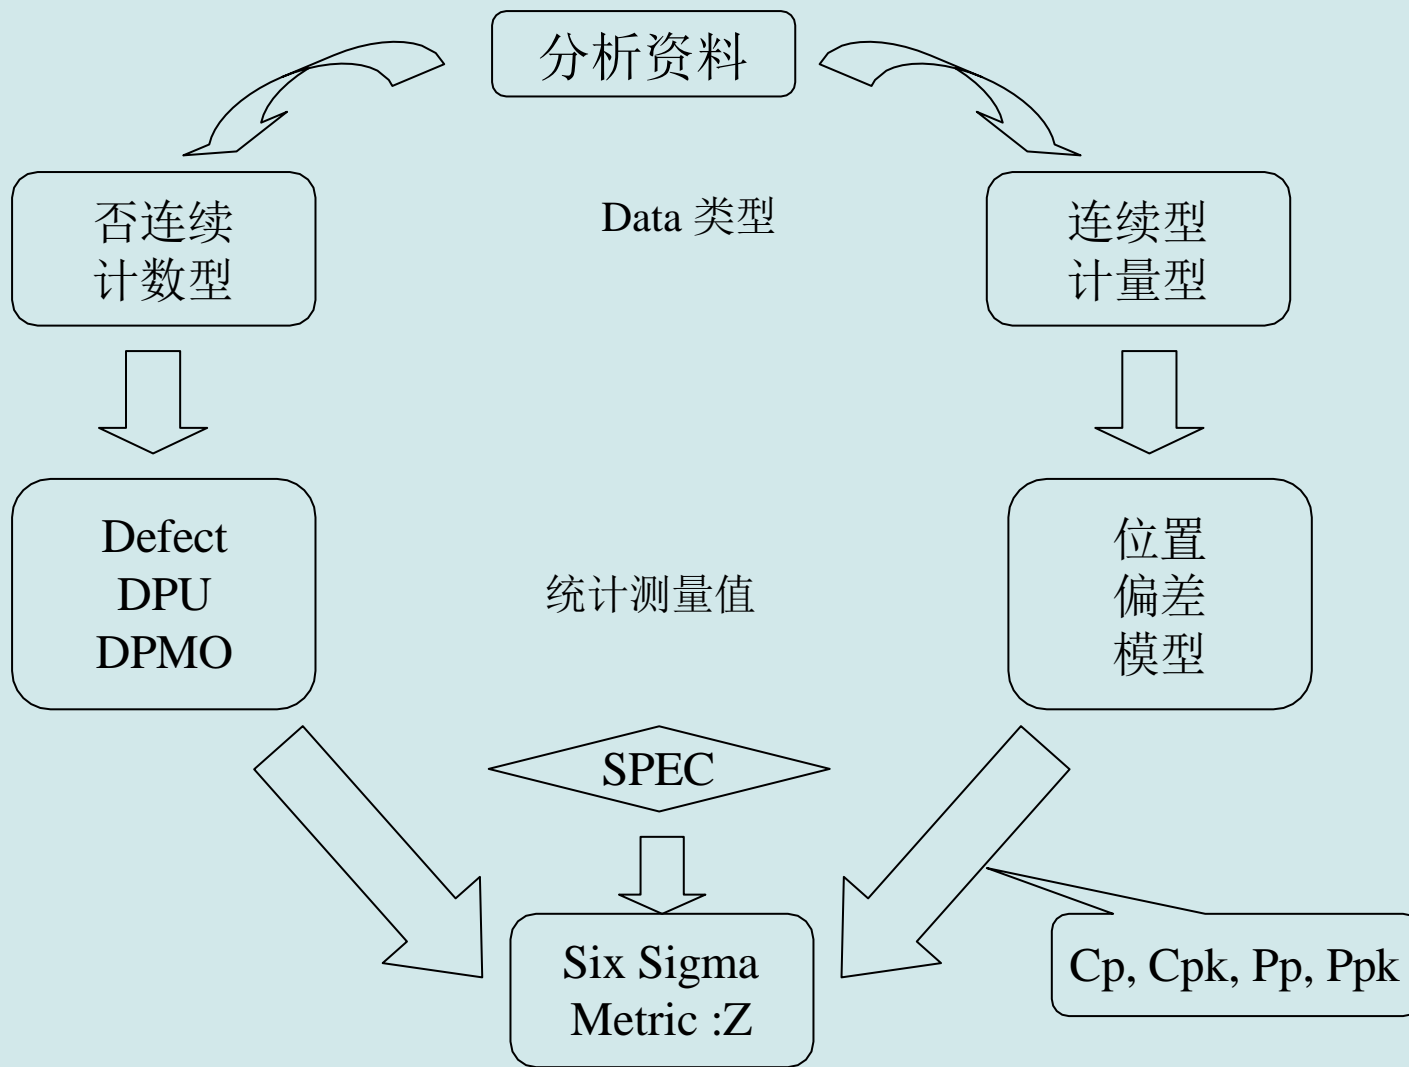 分析资料
否连续
计数型
Data 类型
连续型
计量型
Defect
DPU
DPMO
统计测量值
位置
偏差
模型
SPEC
Six Sigma
Metric :Z
Cp, Cpk, Pp, Ppk